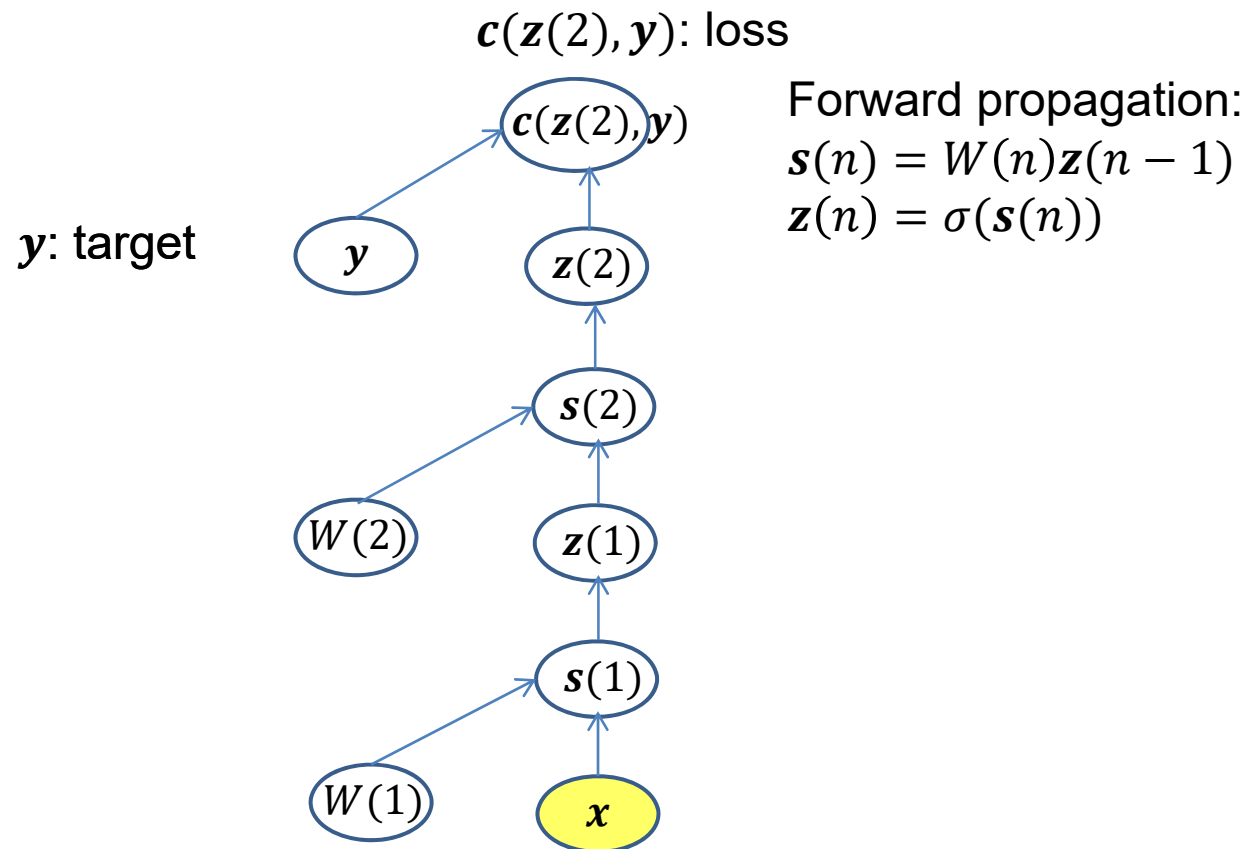 c(z(2), y): loss
Forward propagation:
s(n) = W(n)z(n − 1)
z(n) = σ(s(n))
c(z(2), y)
y: target
y
z(2)
s(2)
W(2)
z(1)
s(1)
W(1)
x